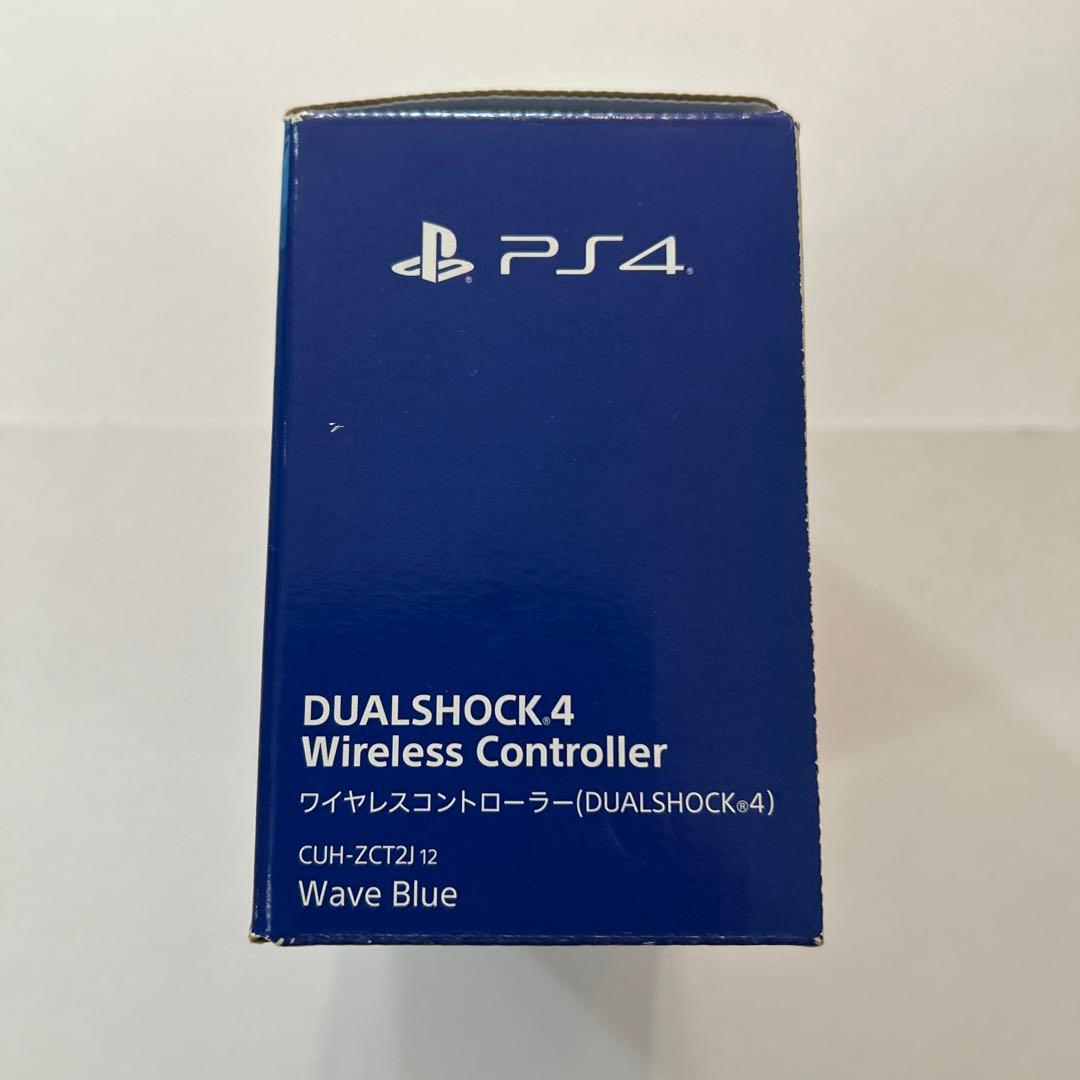 PS4®
DUALSHOCK®4
Wireless Controller
ワイヤレスコントローラー(DUALSHOCK®4)
CUH-ZCT2J 12
Wave Blue